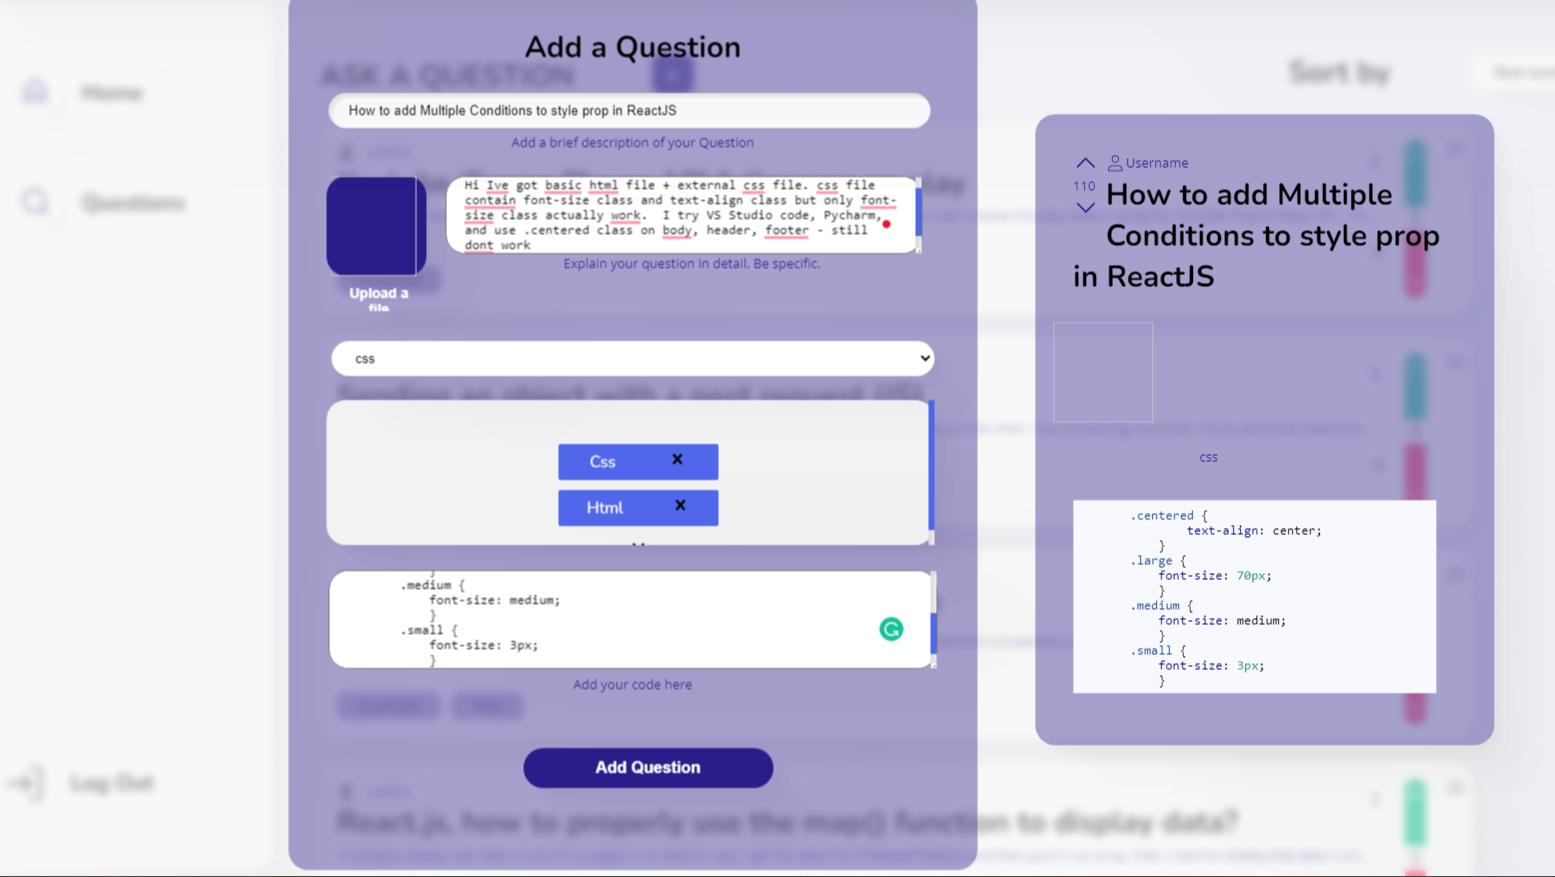 Add a Question
ASK A QUESTION
Home
Sort by
How to add Multiple Conditions to style prop in ReactJS
Add a brief description of your Question
Questions
Hi Ive got basic html file + external css file. css file
contain font-size class and text-align class but only font-
size class actually work.  I try VS Studio code, Pycharm,
and use .centered class on body, header, footer - still
dont work
Explain your question in detail. Be specific.
Upload a
file
css
Sending an object with a post request (JS)
Css
Html
}
.medium {
font-size: medium;
}
.small {
font-size: 3px;
}
Add your code here
Add Question
Log Out
React.js, how to properly use the map() function to display data?
Username
110
How to add Multiple
Conditions to style prop
in ReactJS
css
.centered {
text-align: center;
}
.large {
font-size: 70px;
}
.medium {
font-size: medium;
}
.small {
font-size: 3px;
}